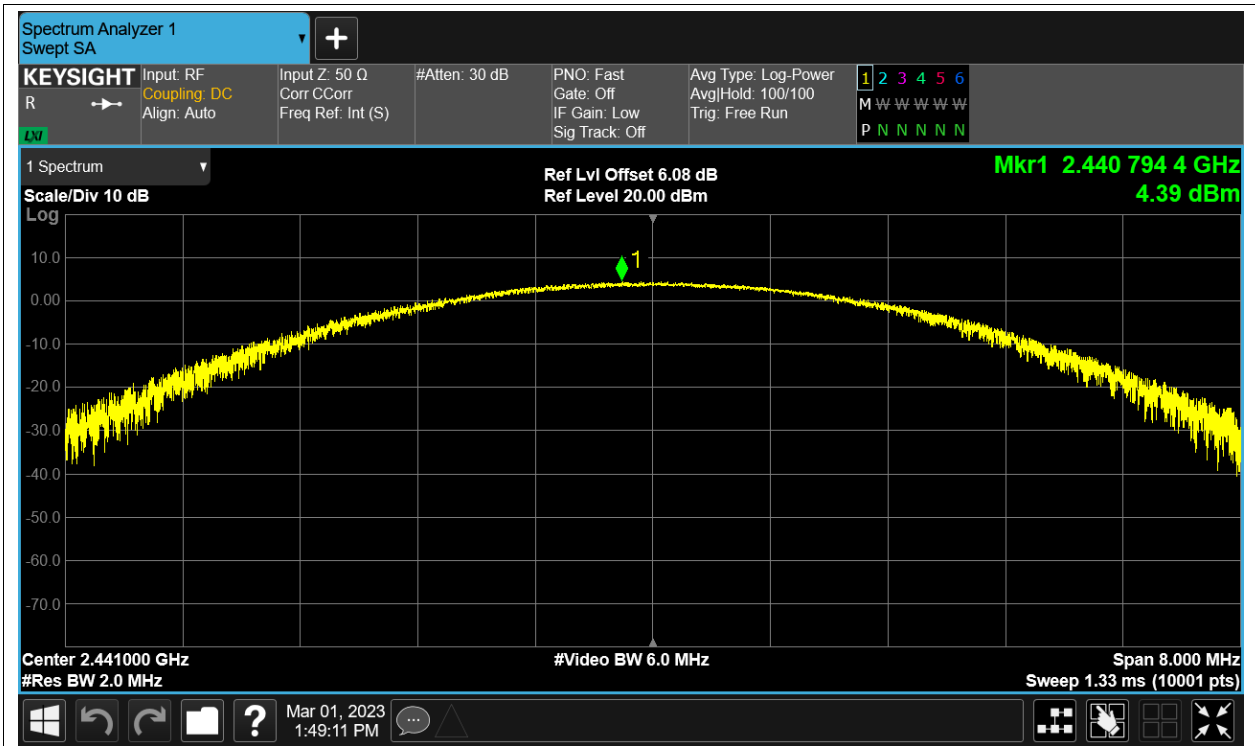 Spectrum Analyzer 1
Swept SA
KEYSIGHT
R
LXI
Input: RF
Coupling: DC
Align: Auto
Input Z: 50 Ω
Corr CCorr
Freq Ref: Int (S)
#Atten: 30 dB
PNO: Fast
Gate: Off
IF Gain: Low
Sig Track: Off
Avg Type: Log-Power
Avg|Hold: 100/100
Trig: Free Run
1 2 3 4 5 6
M W W W W W W
P N N N N N N
1 Spectrum
Scale/Div 10 dB
Ref Lvl Offset 6.08 dB
Ref Level 20.00 dBm
Mkr1 2.440 794 4 GHz
4.39 dBm
Log
10.0
0.00
-10.0
-20.0
-30.0
-40.0
-50.0
-60.0
-70.0
1
Center 2.441000 GHz
#Video BW 6.0 MHz
Span 8.000 MHz
#Res BW 2.0 MHz
Sweep 1.33 ms (10001 pts)
?
Mar 01, 2023
1:49:11 PM